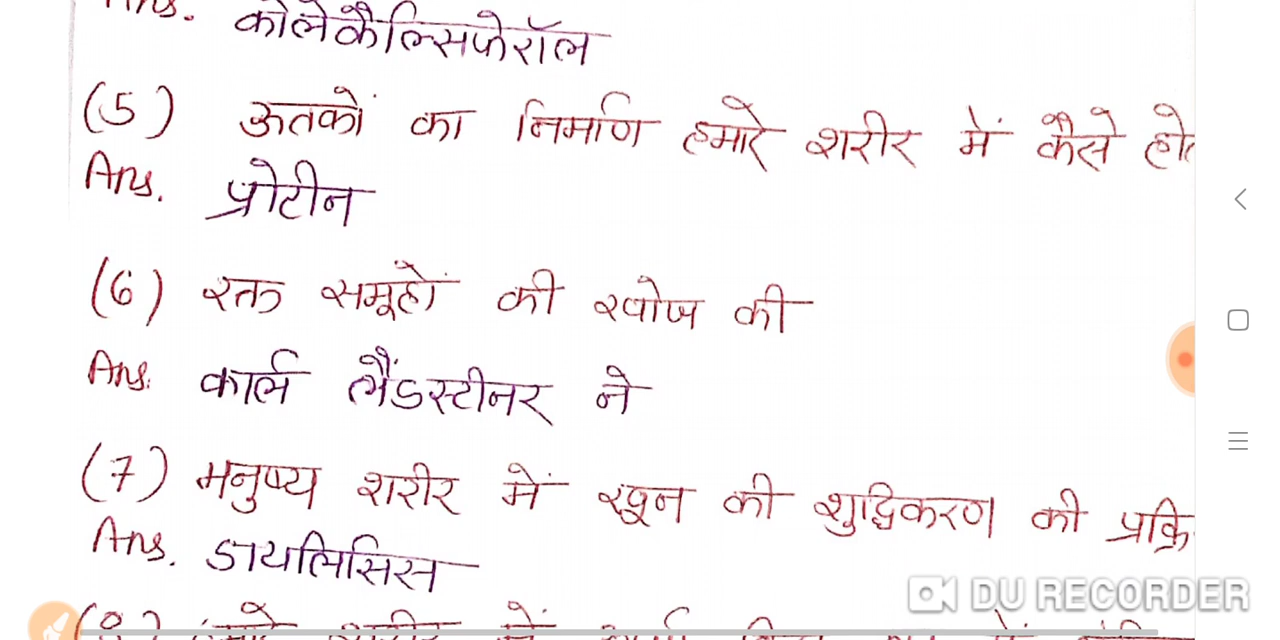 Ans. कोलेकैल्सिफेरॉल
(5) ऊतकों का निर्माण हमारे शरीर में कैसे
Ans. प्रोटीन
(6) रक्त समूहों की खोज की
Ans. कार्ल लैंडस्टीनर ने
(7) मनुष्य शरीर में खून की शुद्धिकरण की
Ans. डायलिसिस
DU RECORDER